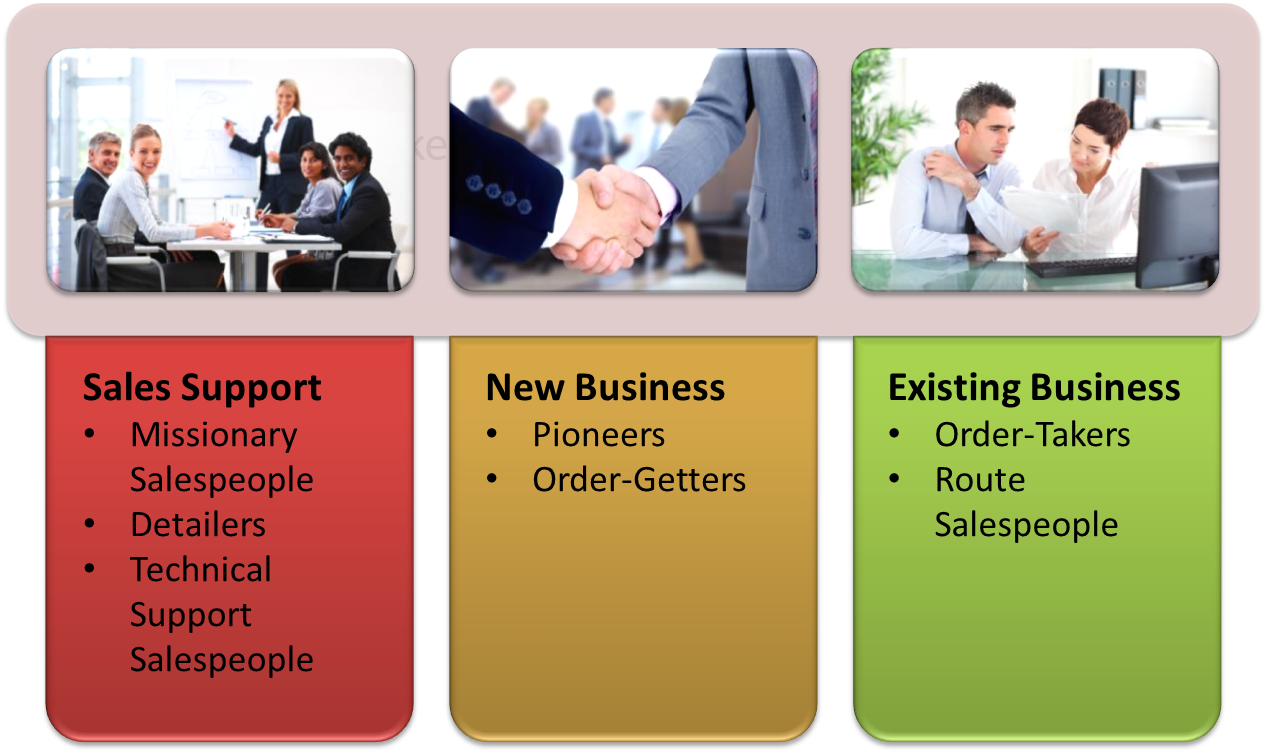 Sales Support
• Missionary
Salespeople
• Detailers
• Technical
Support
Salespeople
New Business
• Pioneers
• Order-Getters
Existing Business
• Order-Takers
• Route
Salespeople